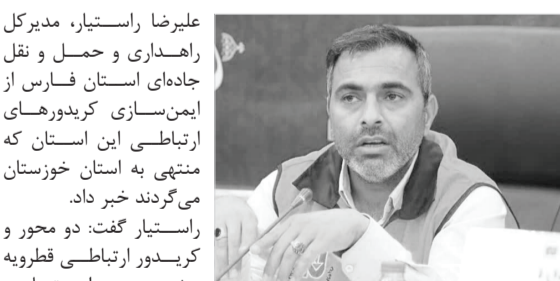 علیرضا راستیار، مدیرکل
راهداری و حمل و نقل
جاده‌ای استان فارس از
ایمن‌سازی کریدورهای
ارتباطی این استان که
منتهی به استان خوزستان
می‌گردند خبر داد.
راستیار گفت: دو محور و
کریدور ارتباطی قطرویه